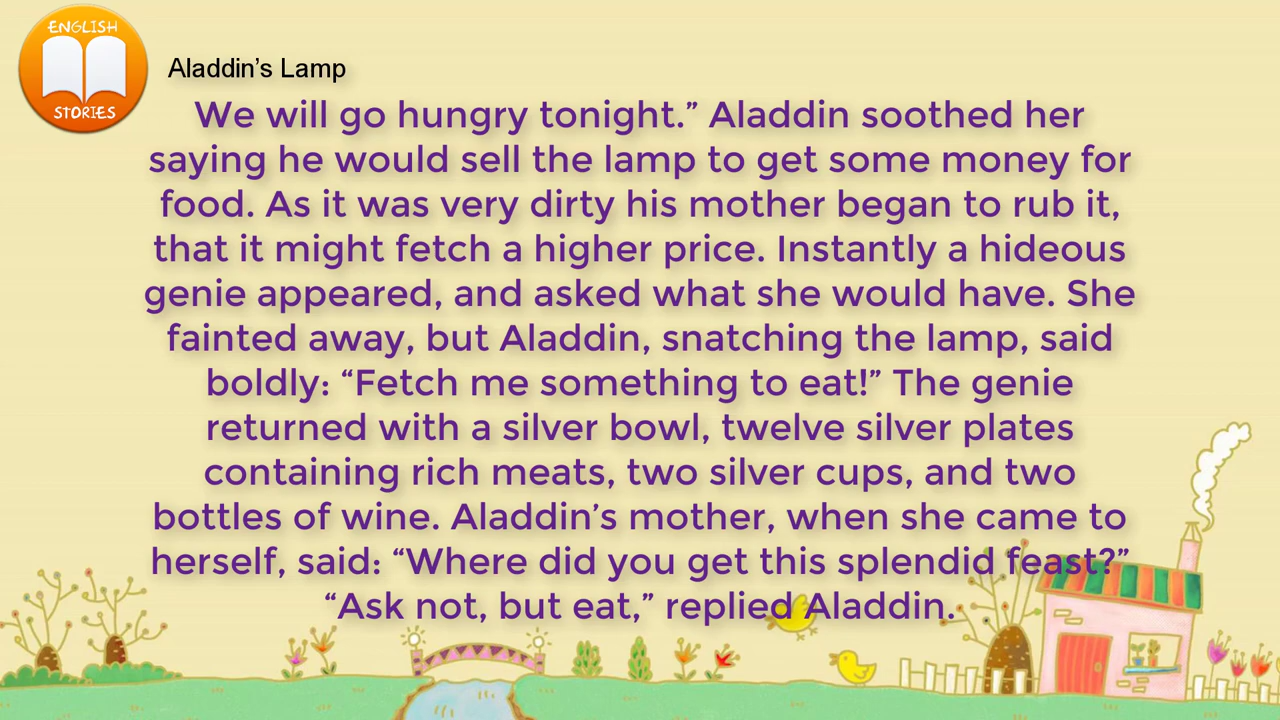 ENGLISH
STORIES
Aladdin’s Lamp
We will go hungry tonight.” Aladdin soothed her
saying he would sell the lamp to get some money for
food. As it was very dirty his mother began to rub it,
that it might fetch a higher price. Instantly a hideous
genie appeared, and asked what she would have. She
fainted away, but Aladdin, snatching the lamp, said
boldly: “Fetch me something to eat!” The genie
returned with a silver bowl, twelve silver plates
containing rich meats, two silver cups, and two
bottles of wine. Aladdin’s mother, when she came to
herself, said: “Where did you get this splendid feast?”
“Ask not, but eat,” replied Aladdin.